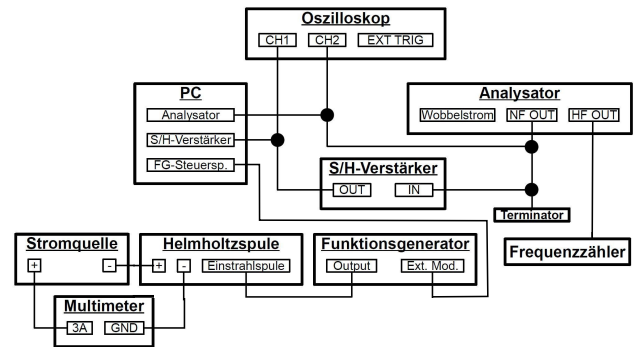 Oszilloskop
CH1 CH2 EXT TRIG
PC
Analysator
S/H-Verstärker
FG-Steuersp.
Analysator
Wobbelstrom NF OUT HF OUT
S/H-Verstärker
OUT IN
Terminator
Frequenzzähler
Stromquelle
+ -
Helmholtzspule
+ - Einstrahlspule
Funktionsgenerator
Output Ext. Mod.
Multimeter
3A GND